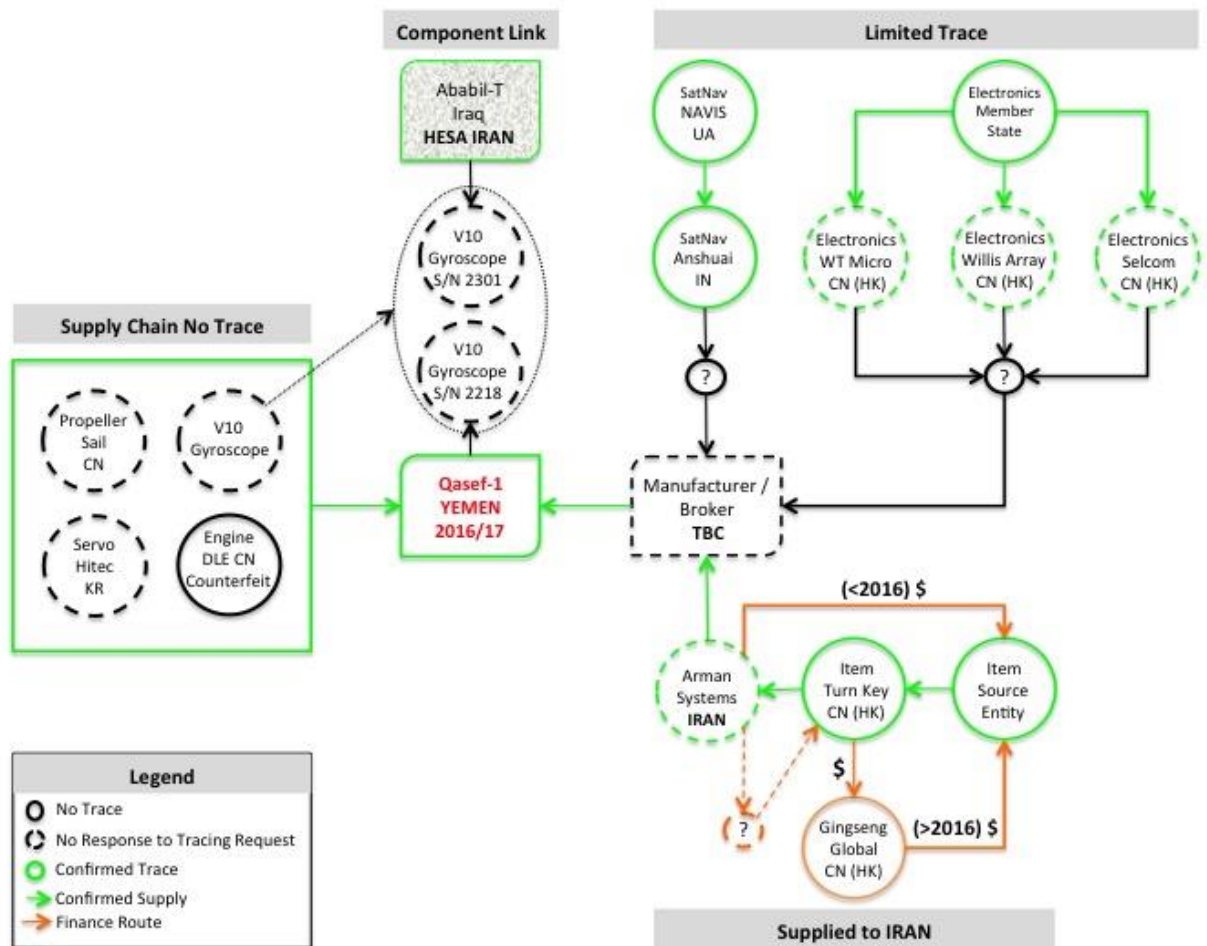 Component Link
Limited Trace
Ababil-T
Iraq
HESA IRAN
SatNav
NAVIS
UA
Electronics
Member
State
V10
Gyroscope
S/N 2301
SatNav
Anshuai
IN
Electronics
WT Micro
CN (HK)
Electronics
Willis Array
CN (HK)
Electronics
Selcom
CN (HK)
Supply Chain No Trace
V10
Gyroscope
S/N 2218
?
?
Propeller
Sail
CN
V10
Gyroscope
Qasef-1
YEMEN
2016/17
Manufacturer /
Broker
TBC
Servo
Hitec
KR
Engine
DLE CN
Counterfeit
(<2016) $
Arman
Systems
IRAN
Item
Turn Key
CN (HK)
Item
Source
Entity
$
?
Gingseng
Global
CN (HK)
(>2016) $
Legend
No Trace
No Response to Tracing Request
Confirmed Trace
Confirmed Supply
Finance Route
Supplied to IRAN